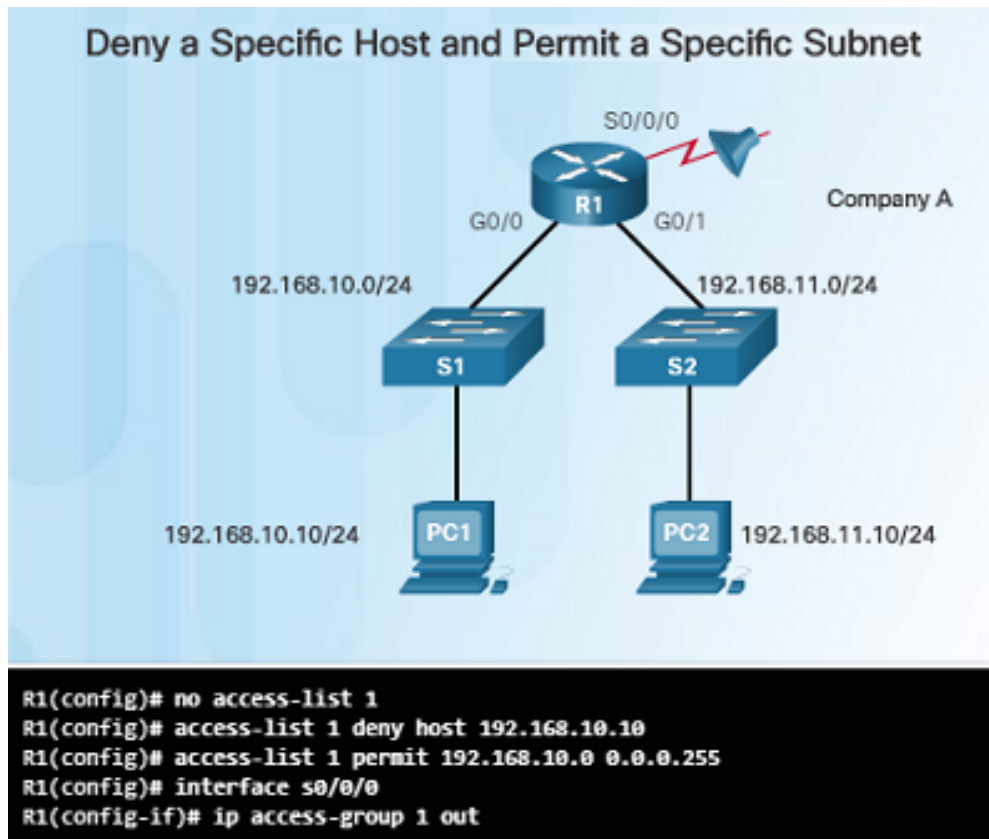 Deny a Specific Host and Permit a Specific Subnet
S0/0/0
R1
Company A
G0/0
G0/1
192.168.10.0/24
192.168.11.0/24
S1
S2
192.168.10.10/24
PC1
PC2
192.168.11.10/24
R1(config)# no access-list 1
R1(config)# access-list 1 deny host 192.168.10.10
R1(config)# access-list 1 permit 192.168.10.0 0.0.0.255
R1(config)# interface s0/0/0
R1(config-if)# ip access-group 1 out